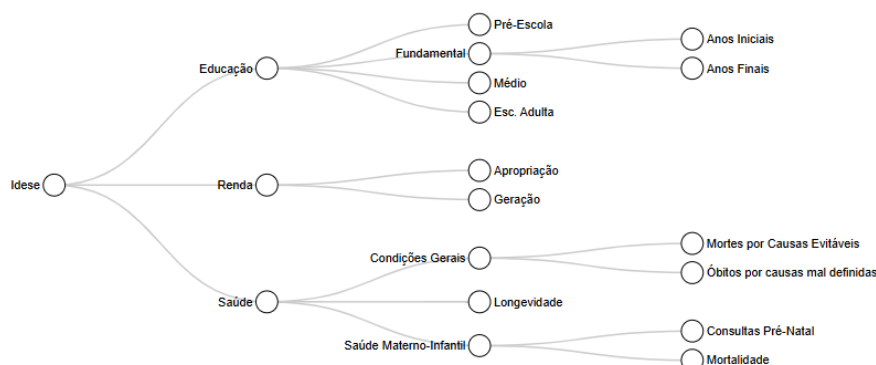 Pré-Escola
Anos Iniciais
Fundamental
Educação
Anos Finais
Médio
Esc. Adulta
Apropriação
Idese
Renda
Geração
Mortes por Causas Evitáveis
Condições Gerais
Óbitos por causas mal definidas
Saúde
Longevidade
Consultas Pré-Natal
Saúde Materno-Infantil
Mortalidade